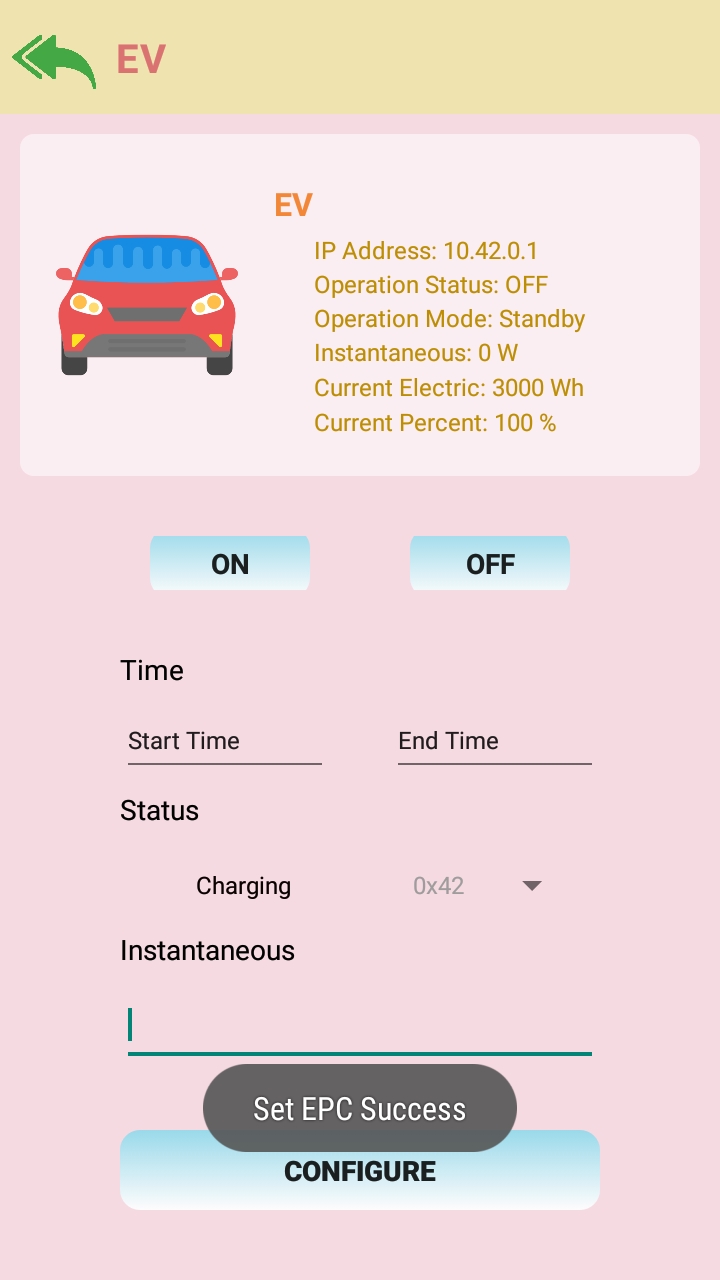 EV
EV
IP Address: 10.42.0.1
Operation Status: OFF
Operation Mode: Standby
Instantaneous: 0 W
Current Electric: 3000 Wh
Current Percent: 100 %
ON OFF
Time
Start Time End Time
Status
Charging 0x42
Instantaneous
Set EPC Success
CONFIGURE